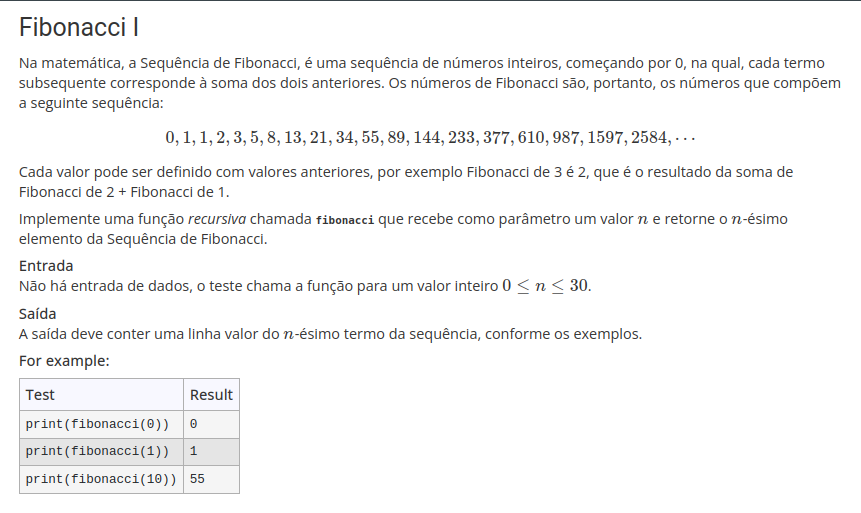 Fibonacci I
Na matemática, a Sequência de Fibonacci, é uma sequência de números inteiros, começando por 0, na qual, cada termo
subsequente corresponde à soma dos dois anteriores. Os números de Fibonacci são, portanto, os números que compõem
a seguinte sequência:
0, 1, 1, 2, 3, 5, 8, 13, 21, 34, 55, 89, 144, 233, 377, 610, 987, 1597, 2584, ⋯
Cada valor pode ser definido com valores anteriores, por exemplo Fibonacci de 3 é 2, que é o resultado da soma de
Fibonacci de 2 + Fibonacci de 1.
Implemente uma função recursiva chamada fibonacci que recebe como parâmetro um valor n e retorne o n-ésimo
elemento da Sequência de Fibonacci.
Entrada
Não há entrada de dados, o teste chama a função para um valor inteiro 0 ≤ n ≤ 30.
Saída
A saída deve conter uma linha valor do n-ésimo termo da sequência, conforme os exemplos.
For example:
Test Result
print(fibonacci(0)) 0
print(fibonacci(1)) 1
print(fibonacci(10)) 55